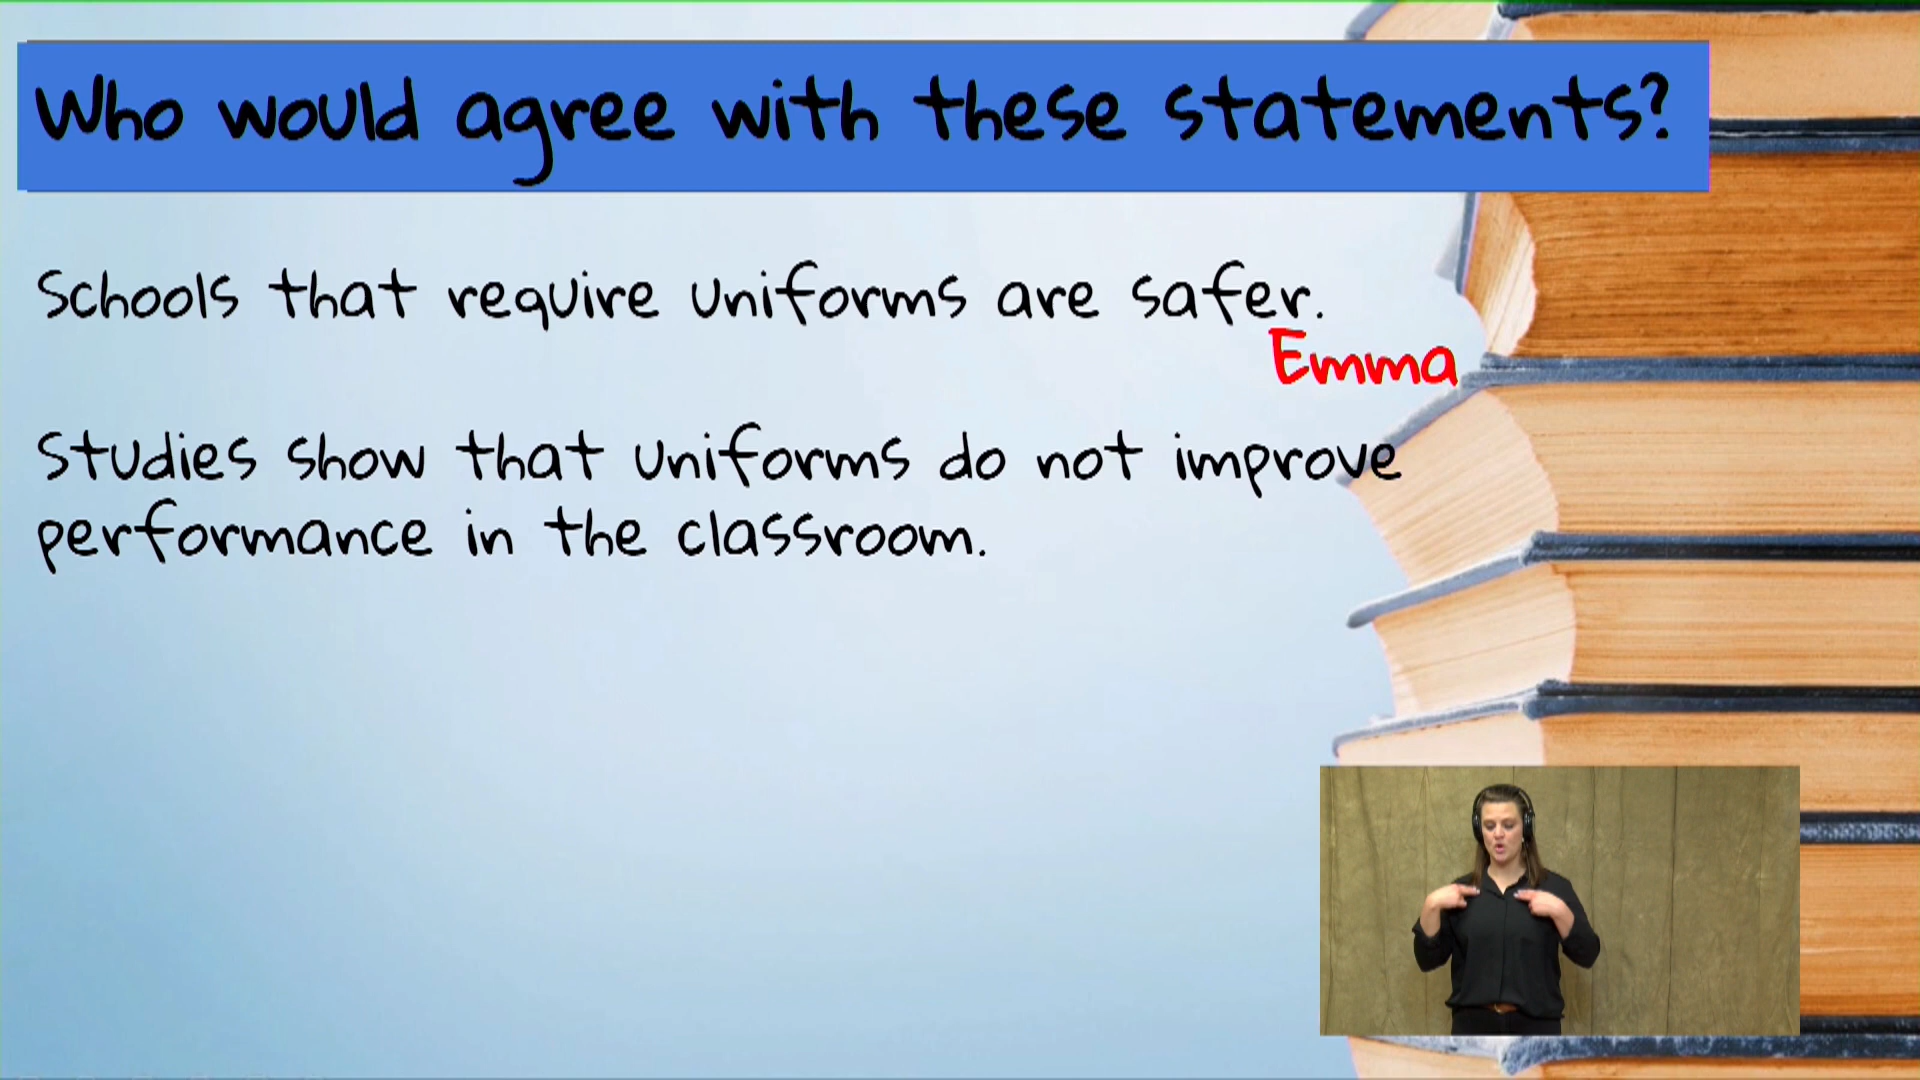 Who would agree with these statements?
Schools that require uniforms are safer.
Emma
Studies show that uniforms do not improve
performance in the classroom.